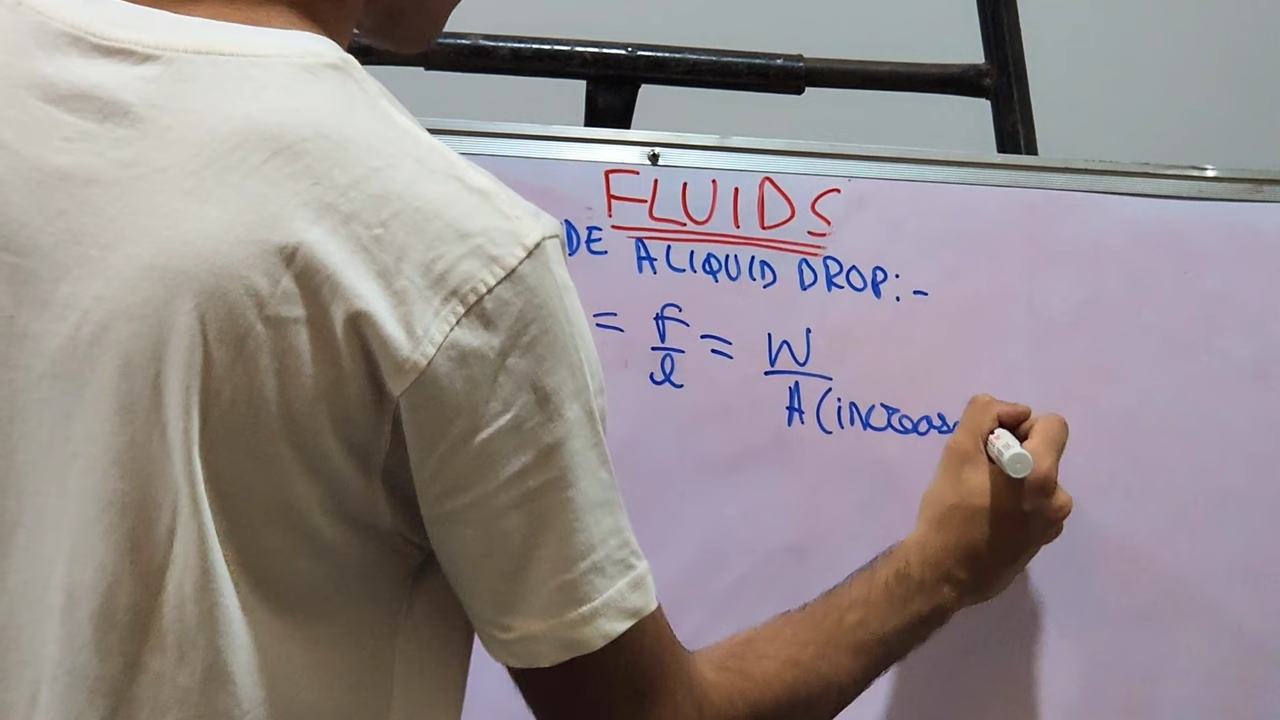 FLUIDS
DE A LIQUID DROP:-
= F/l = W/A (increas